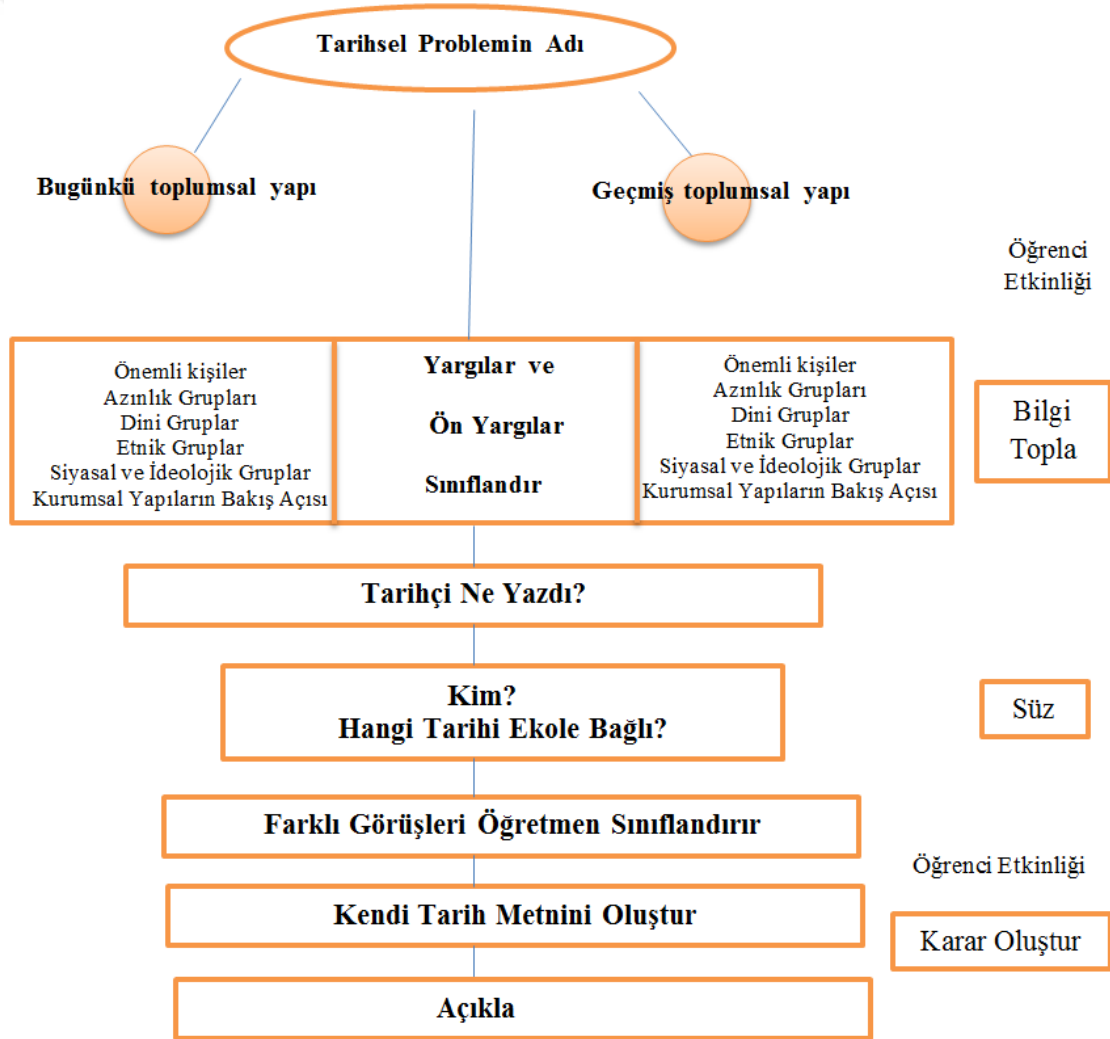 Tarihsel Problemin Adı
Bugünkü toplumsal yapı
Geçmiş toplumsal yapı
Öğrenci
Etkinliği
Önemli kişiler
Azınlık Grupları
Dini Gruplar
Etnik Gruplar
Siyasal ve İdeolojik Gruplar
Kurumsal Yapıların Bakış Açısı
Yargılar ve
Ön Yargılar
Sınıflandır
Önemli kişiler
Azınlık Grupları
Dini Gruplar
Etnik Gruplar
Siyasal ve İdeolojik Gruplar
Kurumsal Yapıların Bakış Açısı
Bilgi
Topla
Tarihçi Ne Yazdı?
Kim?
Hangi Tarihi Ekole Bağlı?
Süz
Farklı Görüşleri Öğretmen Sınıflandırır
Öğrenci Etkinliği
Kendi Tarih Metnini Oluştur
Karar Oluştur
Açıkla